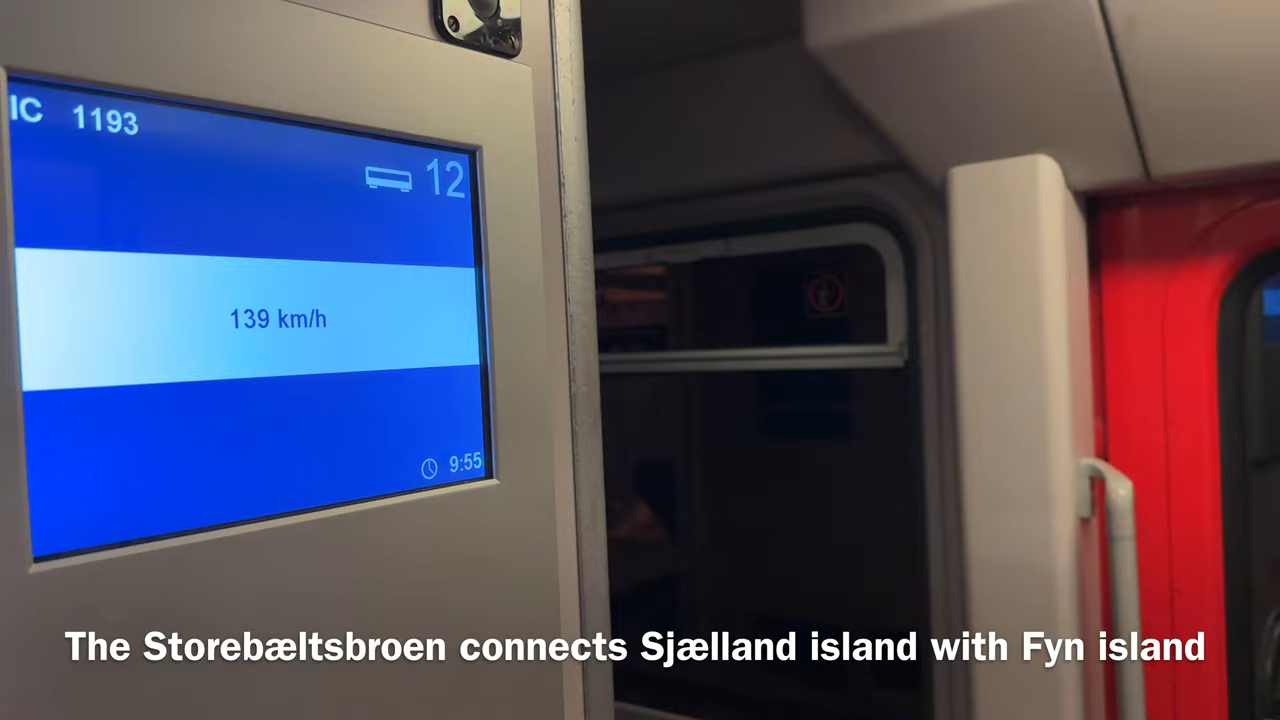 IC 1193
12
139 km/h
9:55
The Storebæltsbroen connects Sjælland island with Fyn island